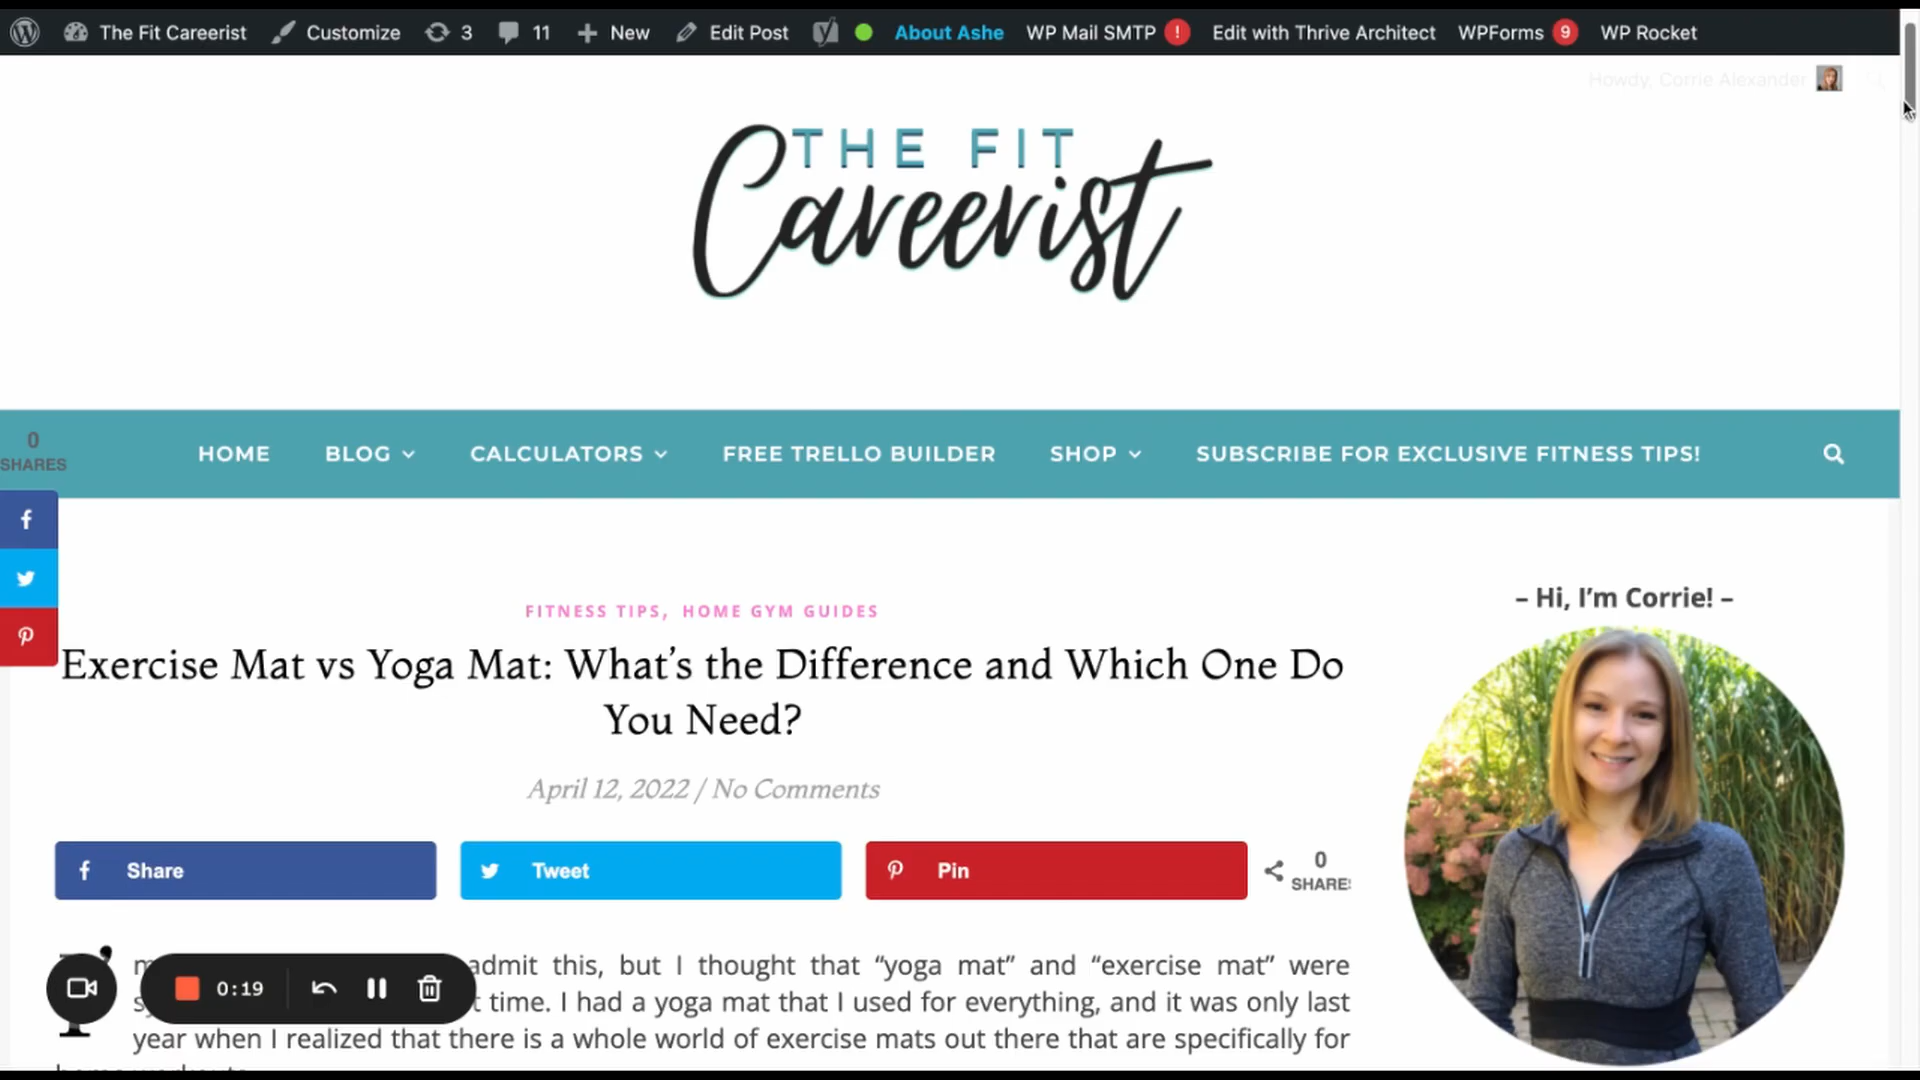 The Fit Careerist Customize 3 11 New Edit Post About Ashe WP Mail SMTP ! Edit with Thrive Architect WPForms 9 WP Rocket
Howdy, Corrie Alexander
THE FIT
Careerist
0
SHARES
HOME BLOG CALCULATORS FREE TRELLO BUILDER SHOP SUBSCRIBE FOR EXCLUSIVE FITNESS TIPS!
– Hi, I’m Corrie! –
FITNESS TIPS, HOME GYM GUIDES
Exercise Mat vs Yoga Mat: What’s the Difference and Which One Do
You Need?
April 12, 2022 / No Comments
Share Tweet Pin
0
SHARES
admit this, but I thought that “yoga mat” and “exercise mat” were
0:19
t time. I had a yoga mat that I used for everything, and it was only last
year when I realized that there is a whole world of exercise mats out there that are specifically for